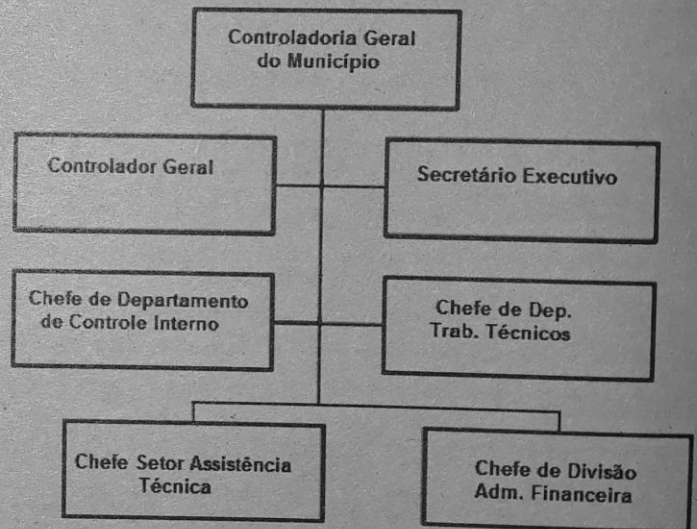 Controladoria Geral
do Município
Controlador Geral
Secretário Executivo
Chefe de Departamento
de Controle Interno
Chefe de Dep.
Trab. Técnicos
Chefe Setor Assistência
Técnica
Chefe de Divisão
Adm. Financeira